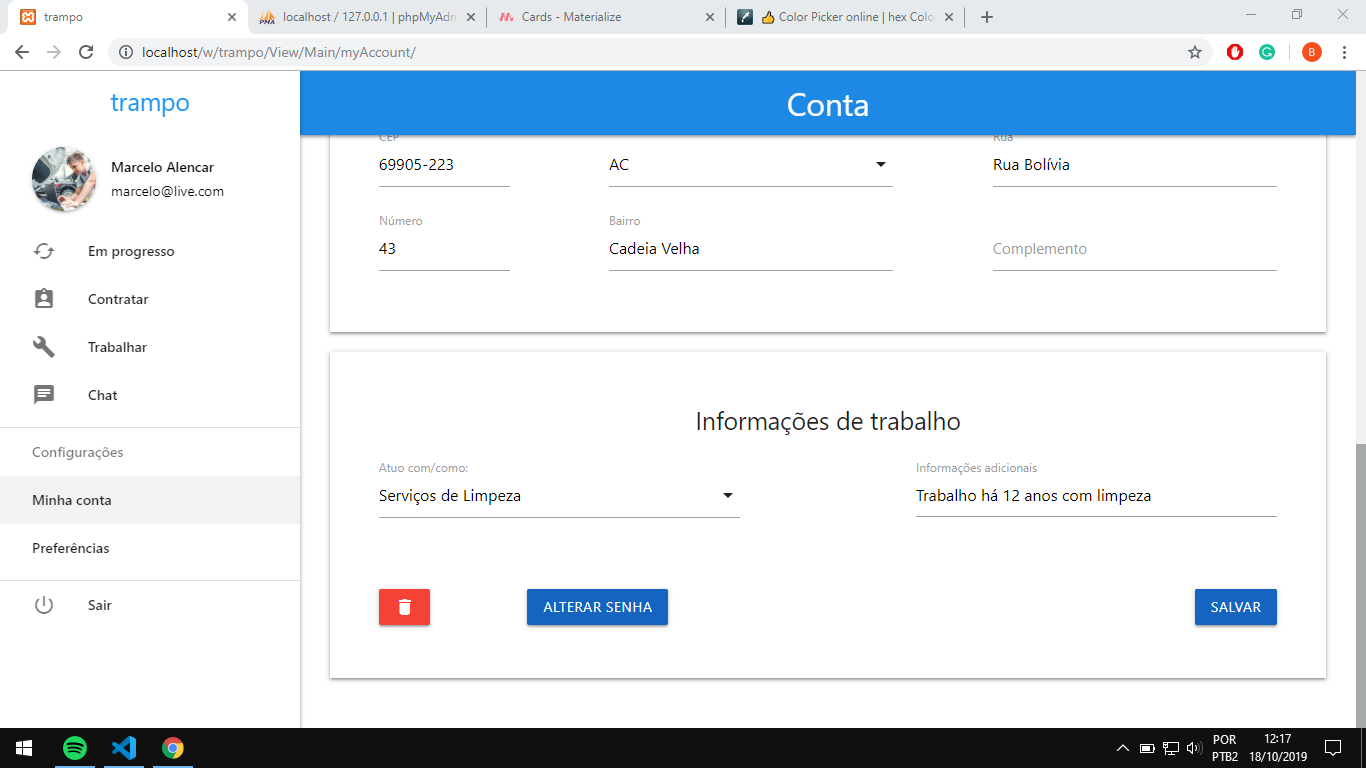 trampo
localhost / 127.0.0.1 | phpMyAdm
Cards - Materialize
Color Picker online | hex Colo
localhost/w/trampo/View/Main/myAccount/
B
trampo
Conta
Marcelo Alencar
marcelo@live.com
Em progresso
Contratar
Trabalhar
Chat
Configurações
Minha conta
Preferências
Sair
CEP
Rua
69905-223
AC
Rua Bolívia
Número
Bairro
43
Cadeia Velha
Complemento
Informações de trabalho
Atuo com/como:
Informações adicionais
Serviços de Limpeza
Trabalho há 12 anos com limpeza
ALTERAR SENHA
SALVAR
POR
PTB2
12:17
18/10/2019